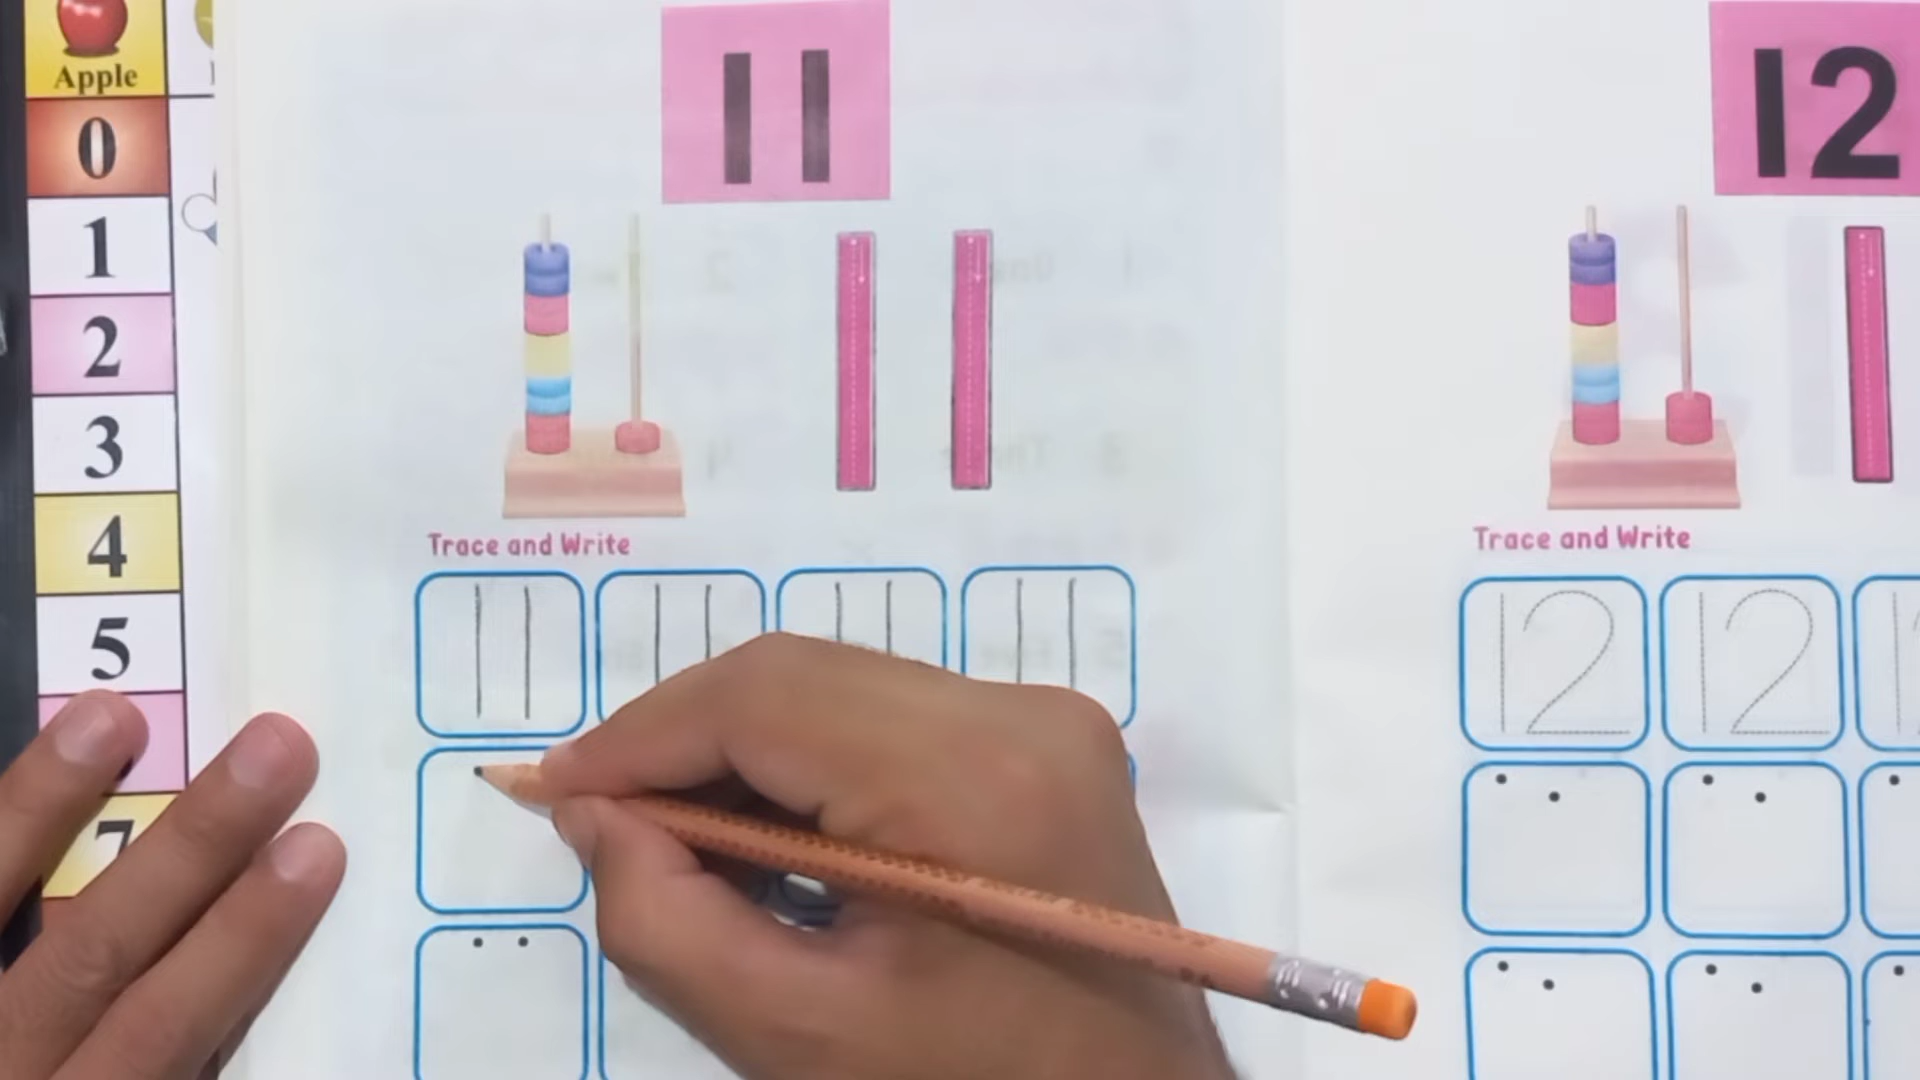 Apple
0
1
2
3
4
5
7
11
Trace and Write
11 11 11 11
12
Trace and Write
12 12